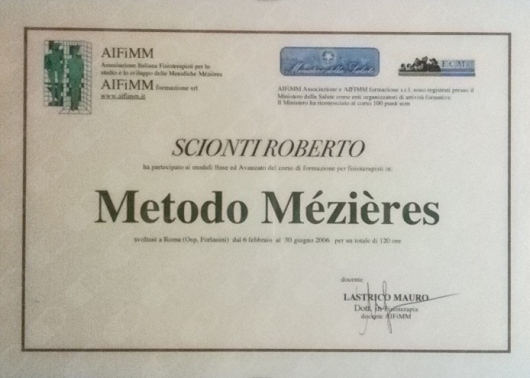 AIFiMM
Associazione Italiana Fisioterapisti per lo
studio e lo sviluppo delle Metodiche Mézières
AIFiMM formazione srl
www.aifimm.it
E.C.M.
AIFiMM Associazione e AIFiMM formazione s.r.l. sono registrati presso il
Ministero della Salute come enti organizzatori di attività formative.
Il Ministero ha riconosciuto al corso 100 punti ecm
SCIONTI ROBERTO
ha partecipato ai moduli Base ed Avanzato del corso di formazione per fisioterapisti in:
Metodo Mézières
svoltosi a Roma (Osp. Forlanini) dal 6 febbraio al 30 giugno 2006 per un totale di 120 ore
docente
LASTRICO MAURO
Dott. in Fisioterapia
docente AIFiMM